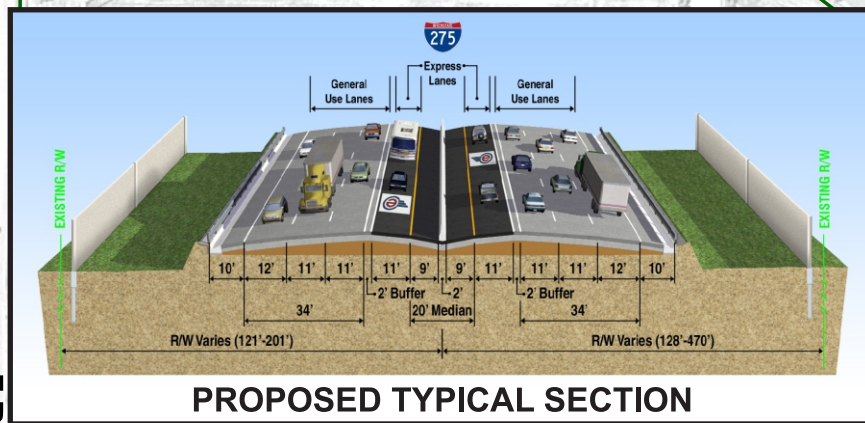 275
Express
Lanes
General
Use Lanes
General
Use Lanes
EXISTING R/W
EXISTING R/W
10' 12' 11' 11' 11' 9' 9' 11' 11' 11' 12' 10'
2' Buffer 2' 2' Buffer
34' 20' Median 34'
R/W Varies (121'-201') R/W Varies (128'-470')
PROPOSED TYPICAL SECTION